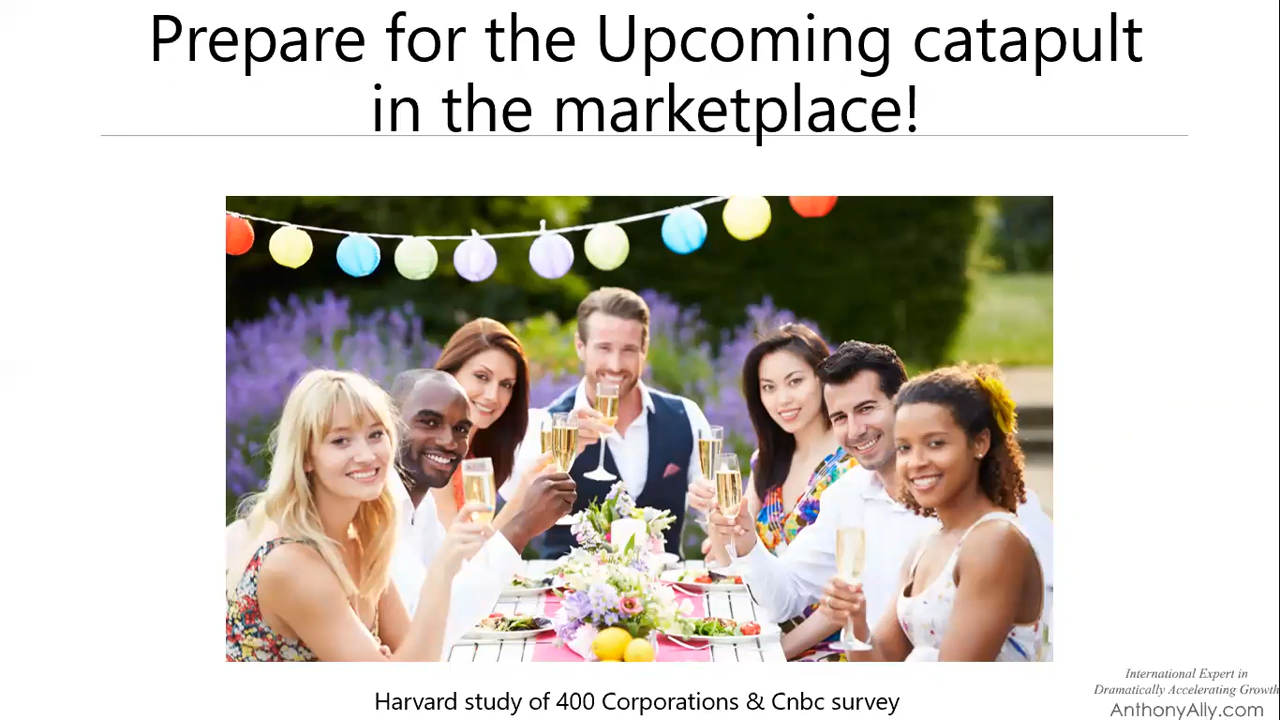 Prepare for the Upcoming catapult
in the marketplace!
Harvard study of 400 Corporations & Cnbc survey
International Expert in
Dramatically Accelerating Growth
AnthonyAlly.com